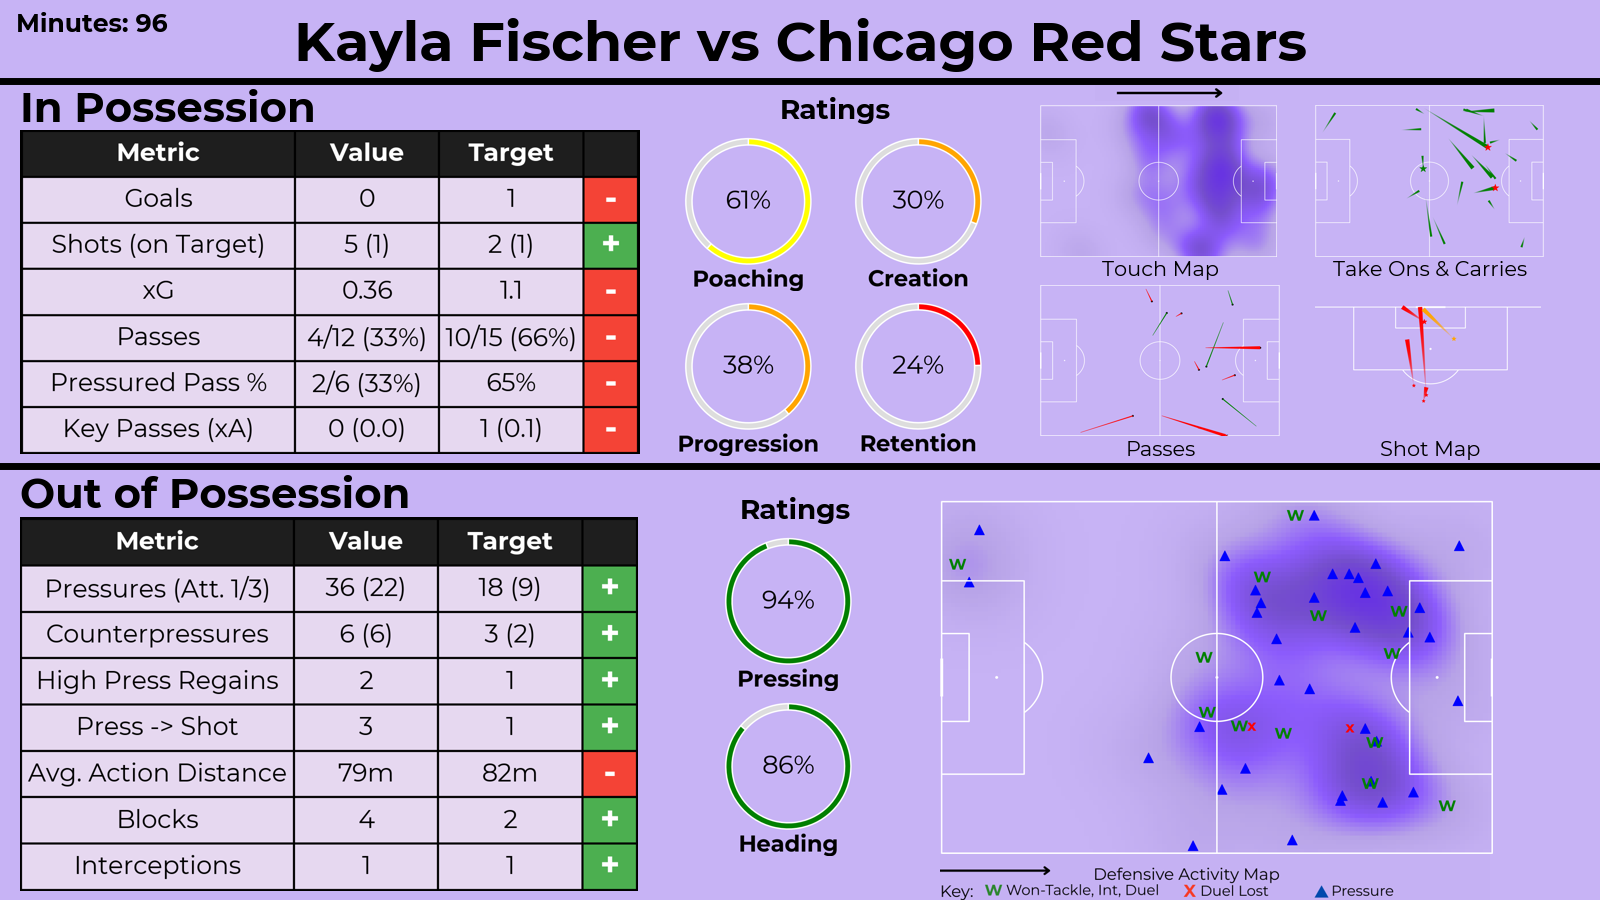 Minutes: 96
Kayla Fischer vs Chicago Red Stars
In Possession
Metric Value Target
Goals 0 1 -
Shots (on Target) 5 (1) 2 (1) +
xG 0.36 1.1 -
Passes 4/12 (33%) 10/15 (66%) -
Pressured Pass % 2/6 (33%) 65% -
Key Passes (xA) 0 (0.0) 1 (0.1) -
Ratings
61% 30%
Poaching Creation
38% 24%
Progression Retention
Touch Map Take Ons & Carries
Passes Shot Map
Out of Possession
Metric Value Target
Pressures (Att. 1/3) 36 (22) 18 (9) +
Counterpressures 6 (6) 3 (2) +
High Press Regains 2 1 +
Press -> Shot 3 1 +
Avg. Action Distance 79m 82m -
Blocks 4 2 +
Interceptions 1 1 +
Ratings
94%
Pressing
86%
Heading
Defensive Activity Map
Key: W Won-Tackle, Int, Duel X Duel Lost Pressure